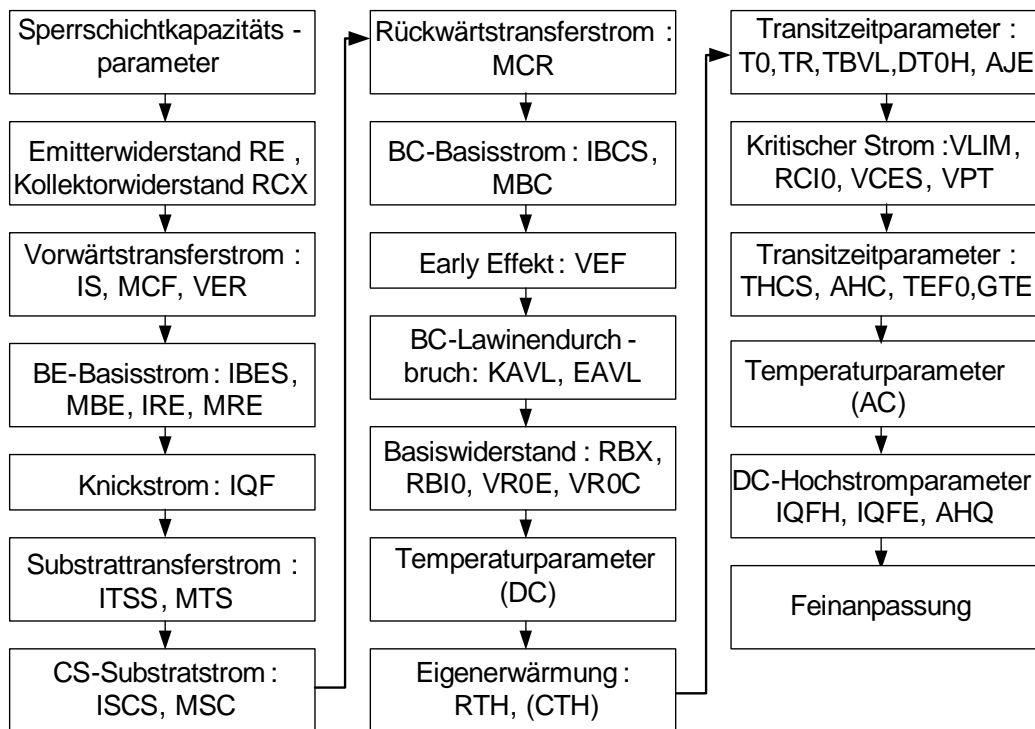 Sperrschichtkapazitäts -
parameter
Emitterwiderstand RE ,
Kollektorwiderstand RCX
Vorwärtstransferstrom :
IS, MCF, VER
BE-Basisstrom : IBES,
MBE, IRE, MRE
Knickstrom : IQF
Substrattransferstrom :
ITSS, MTS
CS-Substratstrom :
ISCS, MSC
Rückwärtstransferstrom :
MCR
BC-Basisstrom : IBCS,
MBC
Early Effekt : VEF
BC-Lawinendurch -
bruch: KAVL, EAVL
Basiswiderstand : RBX,
RBI0, VR0E, VR0C
Temperaturparameter
(DC)
Eigenerwärmung :
RTH, (CTH)
Transitzeitparameter :
T0,TR,TBVL,DT0H, AJE
Kritischer Strom :VLIM,
RCI0, VCES, VPT
Transitzeitparameter :
THCS, AHC, TEF0,GTE
Temperaturparameter
(AC)
DC-Hochstromparameter
IQFH, IQFE, AHQ
Feinanpassung